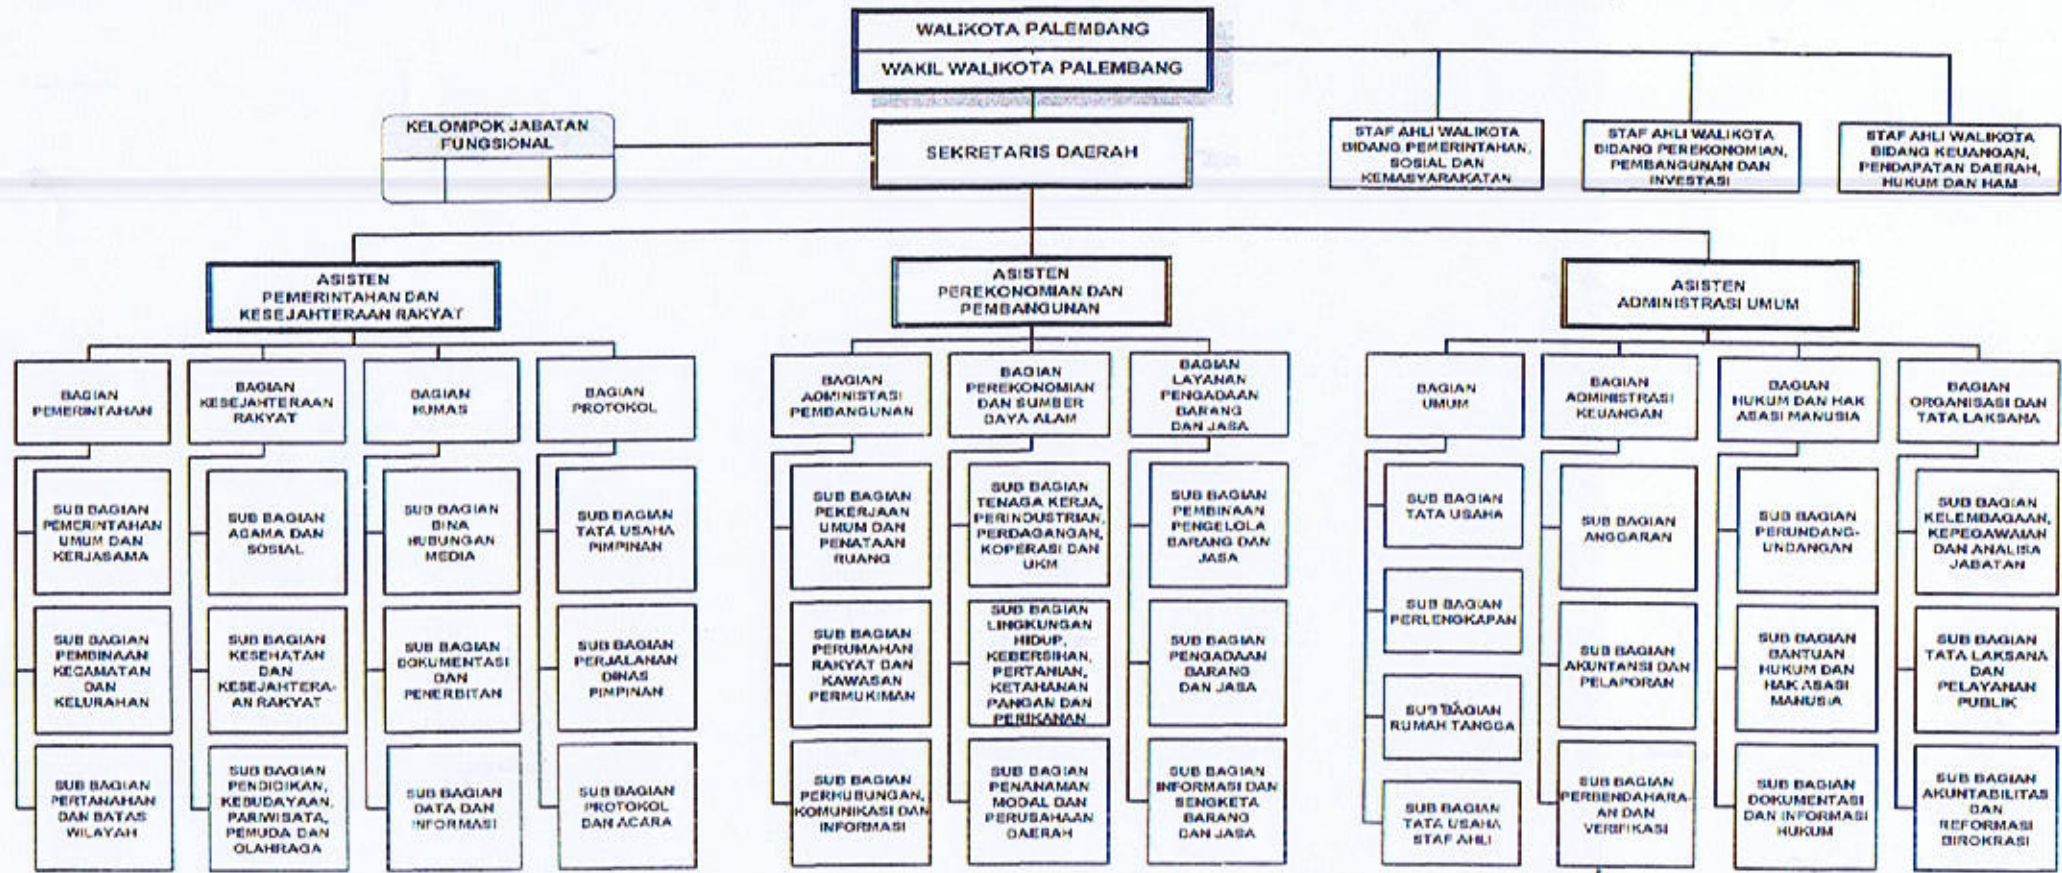 WALIKOTA PALEMBANG
WAKIL WALIKOTA PALEMBANG
KELOMPOK JABATAN
FUNGSIONAL
SEKRETARIS DAERAH
STAF AHLI WALIKOTA
BIDANG PEMERINTAHAN,
SOSIAL DAN
KEMASYARAKATAN
STAF AHLI WALIKOTA
BIDANG PEREKONOMIAN,
PEMBANGUNAN DAN
INVESTASI
STAF AHLI WALIKOTA
BIDANG KEUANGAN,
PENDAPATAN DAERAH,
HUKUM DAN HAM
ASISTEN
PEMERINTAHAN DAN
KESEJAHTERAAN RAKYAT
ASISTEN
PEREKONOMIAN DAN
PEMBANGUNAN
ASISTEN
ADMINISTRASI UMUM
BAGIAN
PEMERINTAHAN
BAGIAN
KESEJAHTERAAN
RAKYAT
BAGIAN
HUMAS
BAGIAN
PROTOKOL
BAGIAN
ADMINISTASI
PEMBANGUNAN
BAGIAN
PEREKONOMIAN
DAN SUMBER
DAYA ALAM
BAGIAN
LAYANAN
PENGADAAN
BARANG
DAN JASA
BAGIAN
UMUM
BAGIAN
ADMINISTRASI
KEUANGAN
BAGIAN
HUKUM DAN HAK
ASASI MANUSIA
BAGIAN
ORGANISASI DAN
TATA LAKSANA
SUB BAGIAN
PEMERINTAHAN
UMUM DAN
KERJASAMA
SUB BAGIAN
AGAMA DAN
SOSIAL
SUB BAGIAN
BINA
HUBUNGAN
MEDIA
SUB BAGIAN
TATA USAHA
PIMPINAN
SUB BAGIAN
PEKERJAAN
UMUM DAN
PENATAAN
RUANG
SUB BAGIAN
TENAGA KERJA,
PERINDUSTRIAN,
PERDAGANGAN,
KOPERASI DAN
UKM
SUB BAGIAN
PEMBINAAN
PENGELOLA
BARANG DAN
JASA
SUB BAGIAN
TATA USAHA
SUB BAGIAN
ANGGARAN
SUB BAGIAN
PERUNDANG-
UNDANGAN
SUB BAGIAN
KELEMBAGAAN,
KEPEGAWAIAN
DAN ANALISA
JABATAN
SUB BAGIAN
PEMBINAAN
KECAMATAN
DAN
KELURAHAN
SUB BAGIAN
KESEHATAN
DAN
KESEJAHTERA-
AN RAKYAT
SUB BAGIAN
DOKUMENTASI
DAN
PENERBITAN
SUB BAGIAN
PERJALANAN
DINAS
PIMPINAN
SUB BAGIAN
PERUMAHAN
RAKYAT DAN
KAWASAN
PERMUKIMAN
SUB BAGIAN
LINGKUNGAN
HIDUP,
KEBERSIHAN,
PERTANIAN,
KETAHANAN
PANGAN DAN
PERIKANAN
SUB BAGIAN
PENGADAAN
BARANG
DAN JASA
SUB BAGIAN
PERLENGKAPAN
SUB BAGIAN
AKUNTANSI DAN
PELAPORAN
SUB BAGIAN
BANTUAN
HUKUM DAN
HAK ASASI
MANUSIA
SUB BAGIAN
TATA LAKSANA
DAN
PELAYANAN
PUBLIK
SUB BAGIAN
RUMAH TANGGA
SUB BAGIAN
PERTANAHAN
DAN BATAS
WILAYAH
SUB BAGIAN
PENDIDIKAN,
KEBUDAYAAN,
PARIWISATA,
PEMUDA DAN
OLAHRAGA
SUB BAGIAN
DATA DAN
INFORMASI
SUB BAGIAN
PROTOKOL
DAN ACARA
SUB BAGIAN
PERHUBUNGAN,
KOMUNIKASI DAN
INFORMASI
SUB BAGIAN
PENANAMAN
MODAL DAN
PERUSAHAAN
DAERAH
SUB BAGIAN
INFORMASI DAN
SENGKETA
BARANG
DAN JASA
SUB BAGIAN
TATA USAHA
STAF AHLI
SUB BAGIAN
PERBENDAHARA-
AN DAN
VERIFIKASI
SUB BAGIAN
DOKUMENTASI
DAN INFORMASI
HUKUM
SUB BAGIAN
AKUNTABILITAS
DAN
REFORMASI
BIROKRASI